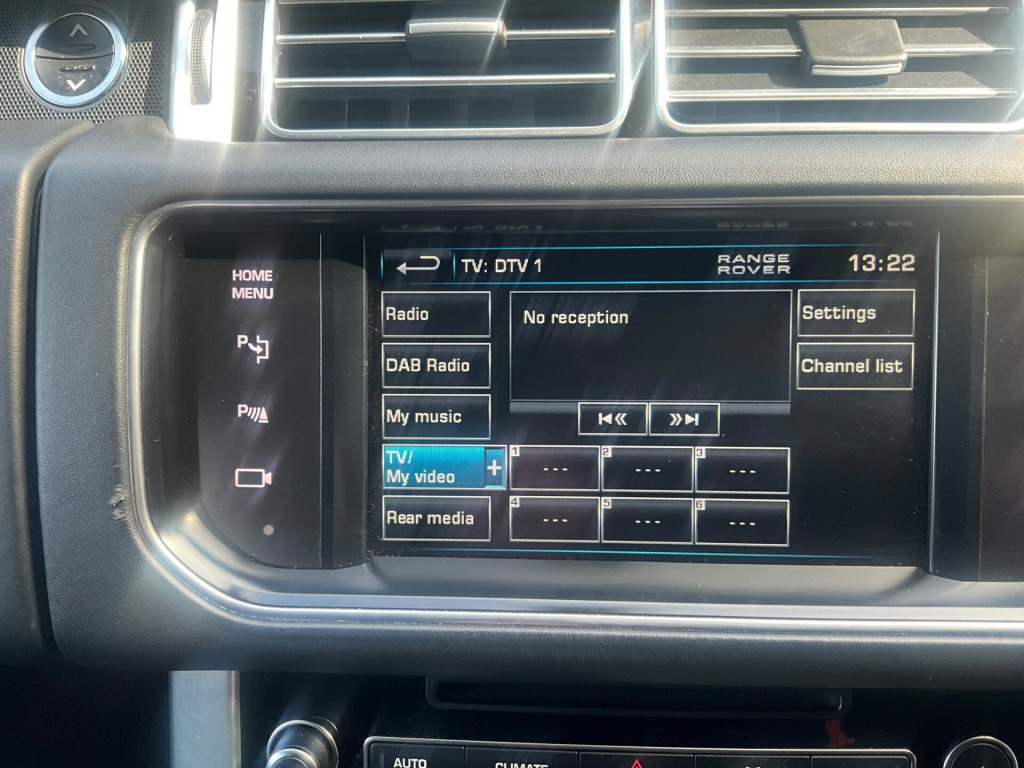 HOME
MENU
TV: DTV 1
RANGE
ROVER
13:22
Radio
No reception
Settings
DAB Radio
Channel list
My music
TV/
My video
+
1 ---
2 ---
3 ---
Rear media
4 ---
5 ---
6 ---
P
P
AUTO
CLIMATE